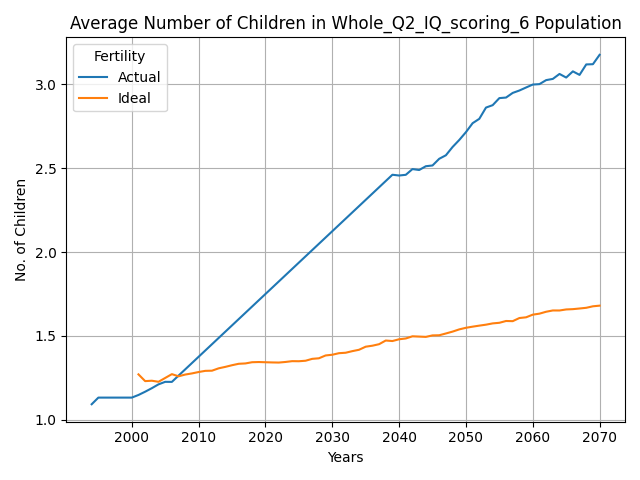 Average Number of Children in Whole_Q2_IQ_scoring_6 Population
Fertility
Actual
Ideal
No. of Children
3.0
2.5
2.0
1.5
1.0
2000 2010 2020 2030 2040 2050 2060 2070
Years